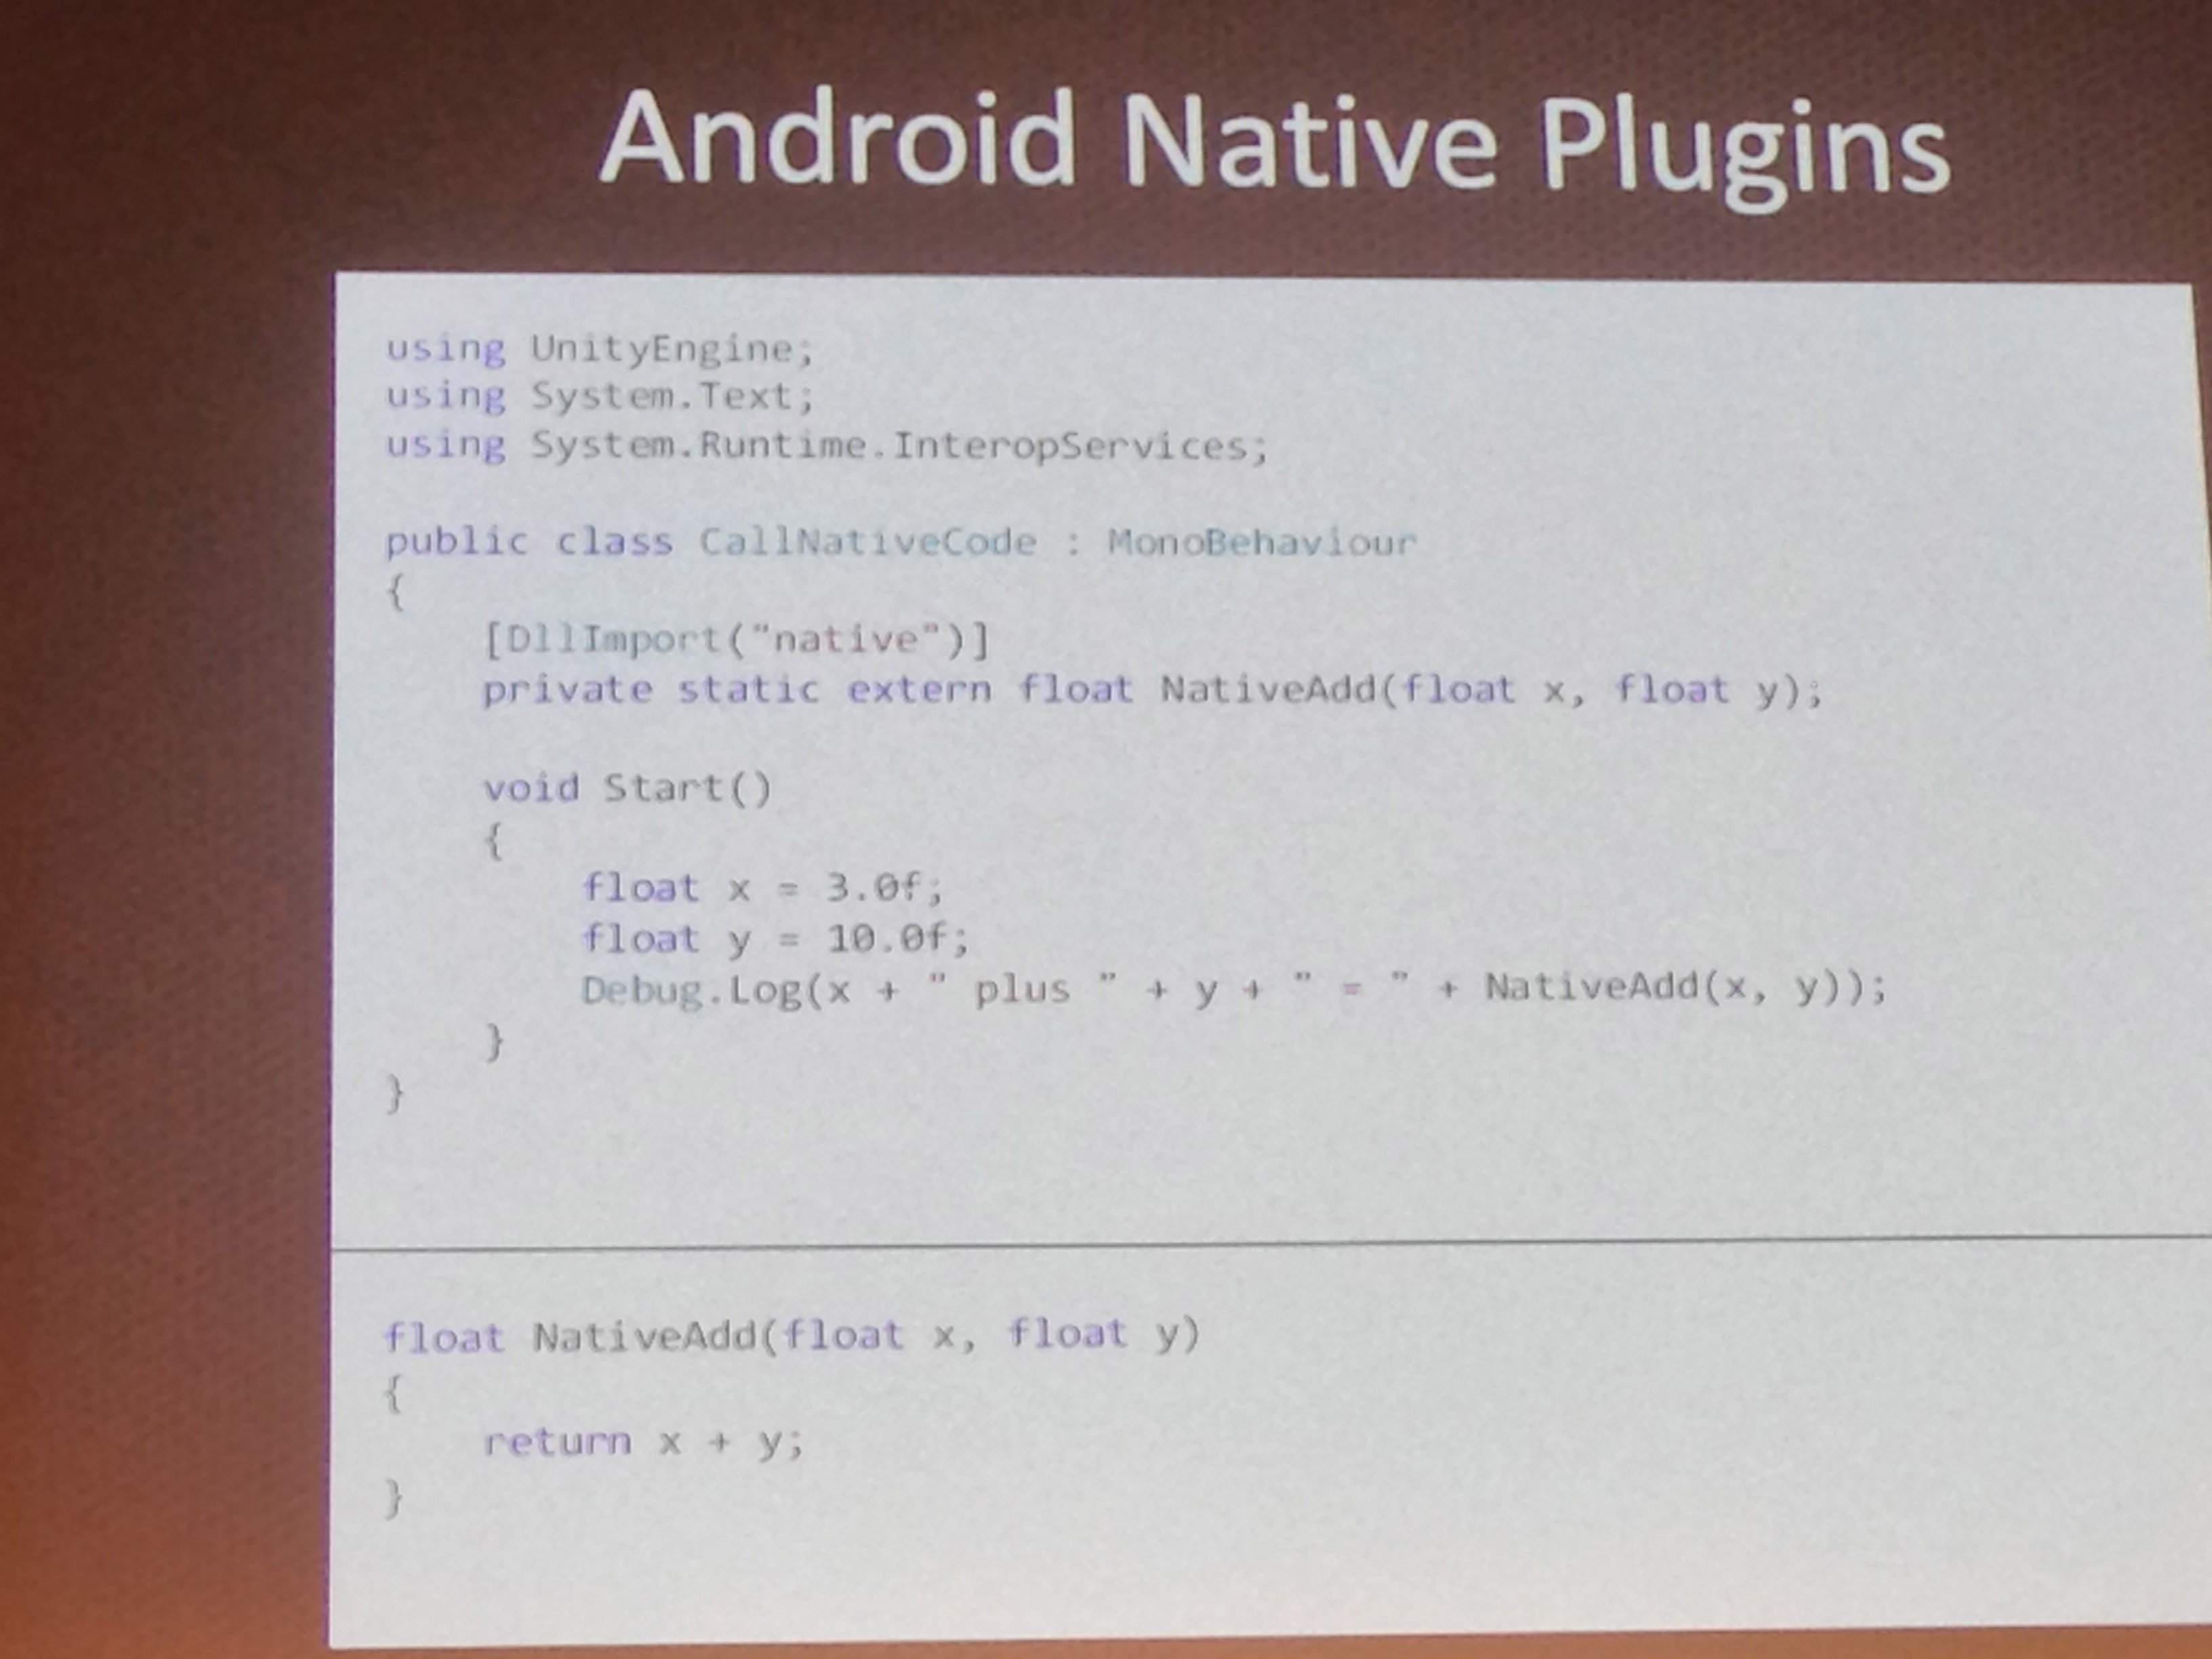 Android Native Plugins
using UnityEngine;
using System.Text;
using System.Runtime.InteropServices;
public class CallNativeCode : MonoBehaviour
{
[DllImport("native")]
private static extern float NativeAdd(float x, float y);
void Start()
{
float x = 3.0f;
float y = 10.0f;
Debug.Log(x + " plus " + y + " = " + NativeAdd(x, y));
}
}
float NativeAdd(float x, float y)
{
return x + y;
}